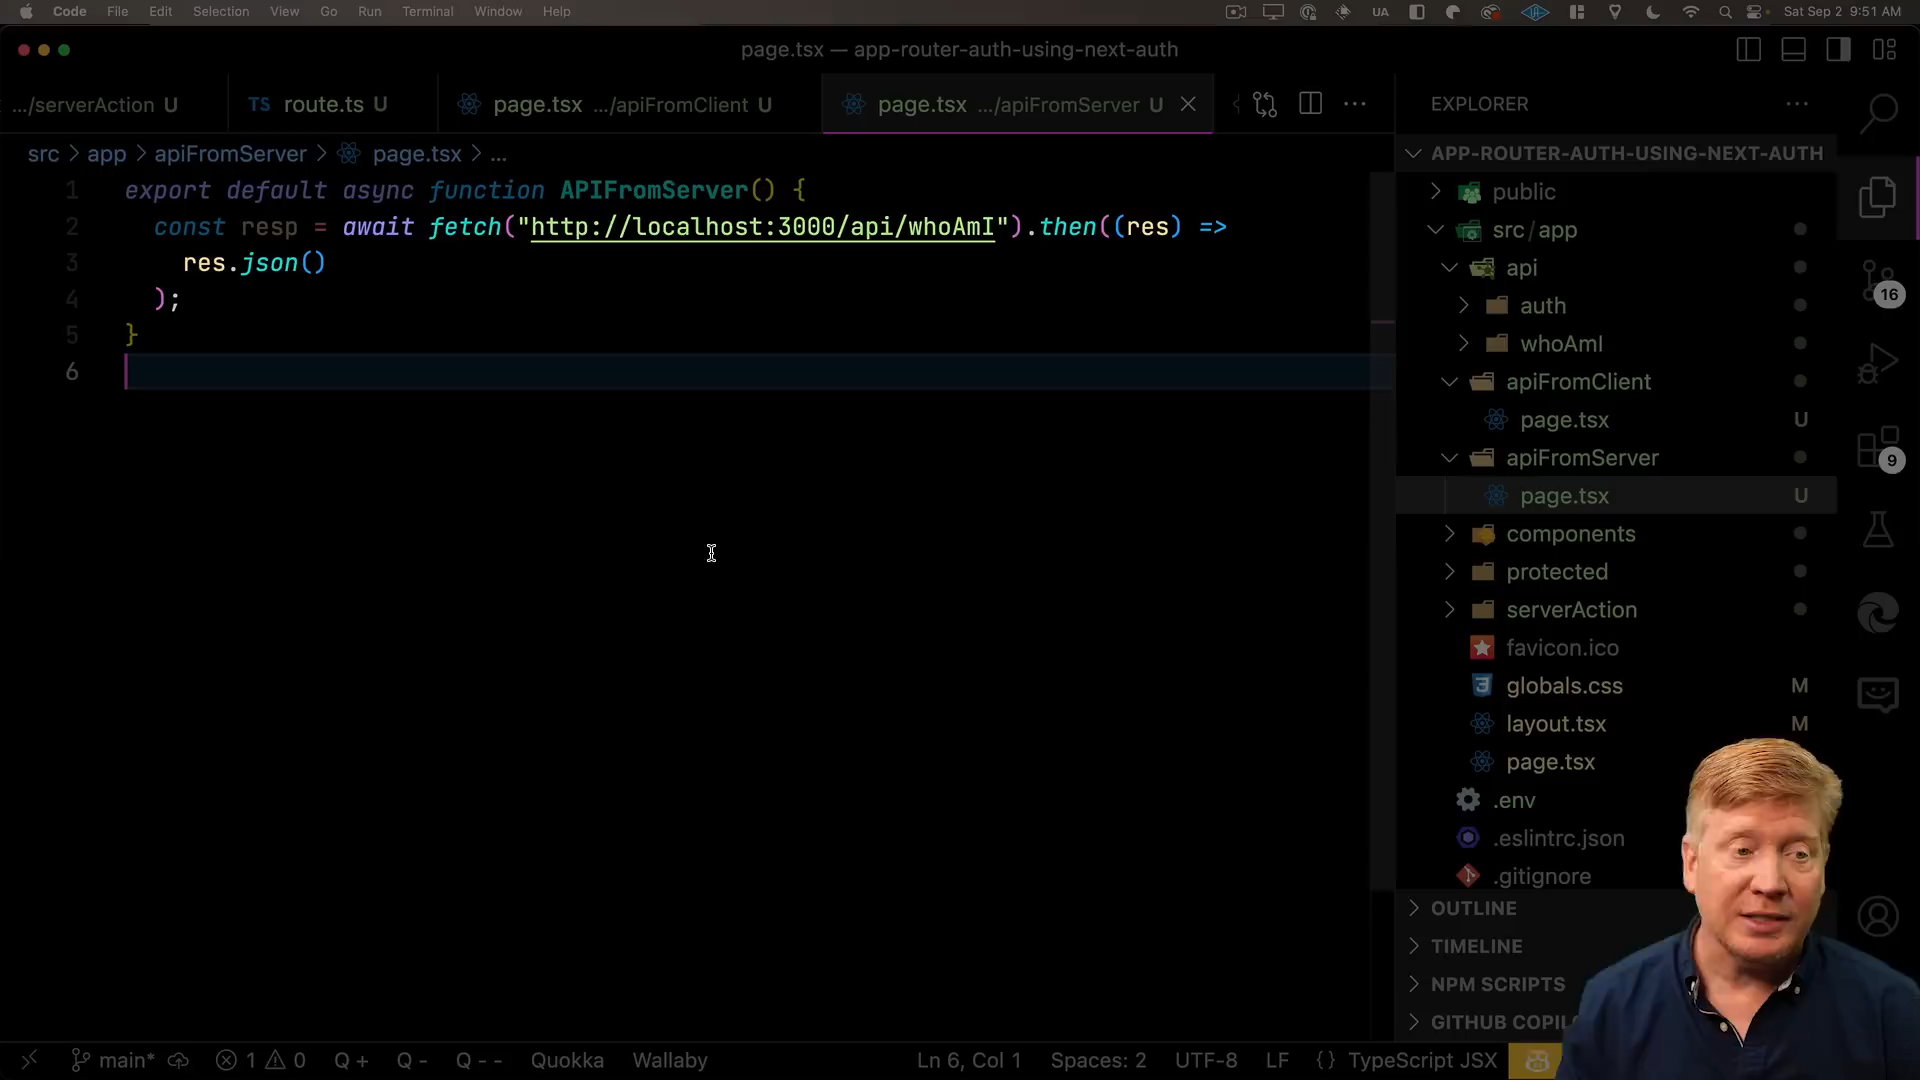 Code File Edit Selection View Go Run Terminal Window Help UA Sat Sep 2 9:51 AM
page.tsx — app-router-auth-using-next-auth
.../serverAction U TS route.ts U page.tsx .../apiFromClient U page.tsx .../apiFromServer U
src > app > apiFromServer > page.tsx > ...
1 export default async function APIFromServer() {
2 const resp = await fetch("http://localhost:3000/api/whoAmI").then((res) =>
3 res.json()
4 );
5 }
6
EXPLORER
APP-ROUTER-AUTH-USING-NEXT-AUTH
public
src/app
api
auth
whoAmI
apiFromClient
page.tsx U
apiFromServer
page.tsx U
components
protected
serverAction
favicon.ico
globals.css M
layout.tsx M
page.tsx
.env
.eslintrc.json
.gitignore
OUTLINE
TIMELINE
NPM SCRIPTS
GITHUB
16
9
main* 1 0 Q + Q - Q - - Quokka Wallaby Ln 6, Col 1 Spaces: 2 UTF-8 LF {} TypeScript JSX